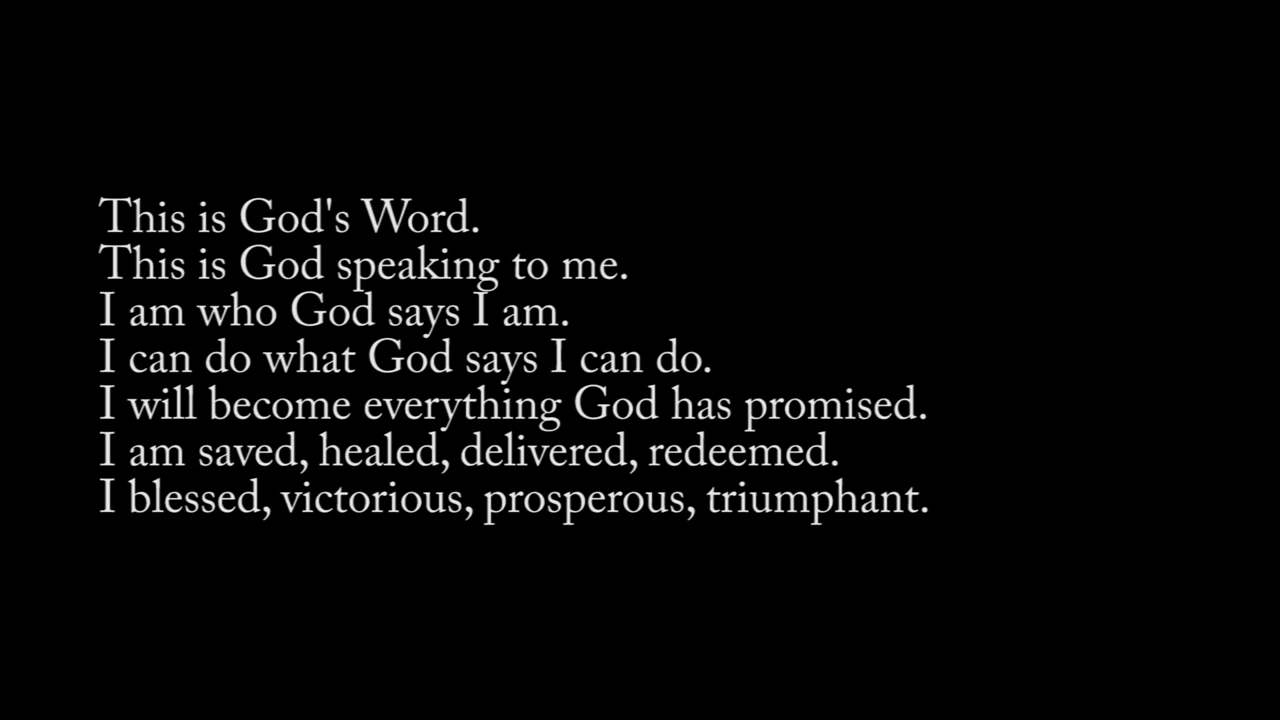 This is God's Word.
This is God speaking to me.
I am who God says I am.
I can do what God says I can do.
I will become everything God has promised.
I am saved, healed, delivered, redeemed.
I blessed, victorious, prosperous, triumphant.